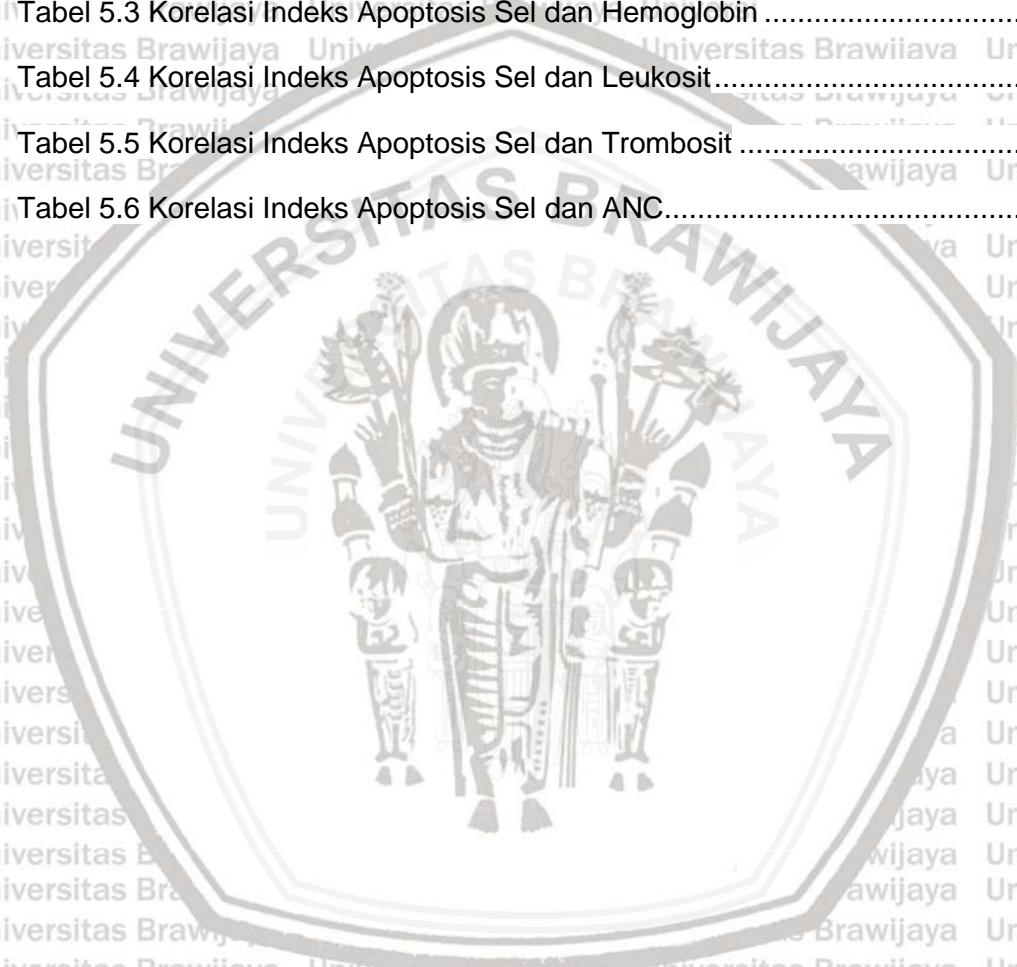 Tabel 5.3 Korelasi Indeks Apoptosis Sel dan Hemoglobin ................................
Tabel 5.4 Korelasi Indeks Apoptosis Sel dan Leukosit.....................................
Tabel 5.5 Korelasi Indeks Apoptosis Sel dan Trombosit ..................................
Tabel 5.6 Korelasi Indeks Apoptosis Sel dan ANC...........................................
UNIVERSITAS BRAWIJAYA